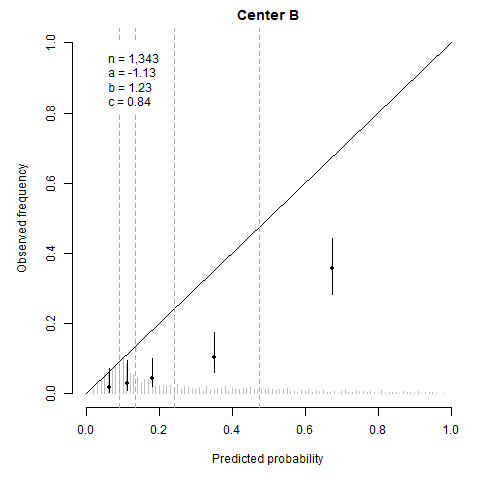 Center B
n = 1,343
a = -1.13
b = 1.23
c = 0.84
Observed frequency
1.0
0.8
0.6
0.4
0.2
0.0
0.0 0.2 0.4 0.6 0.8 1.0
Predicted probability